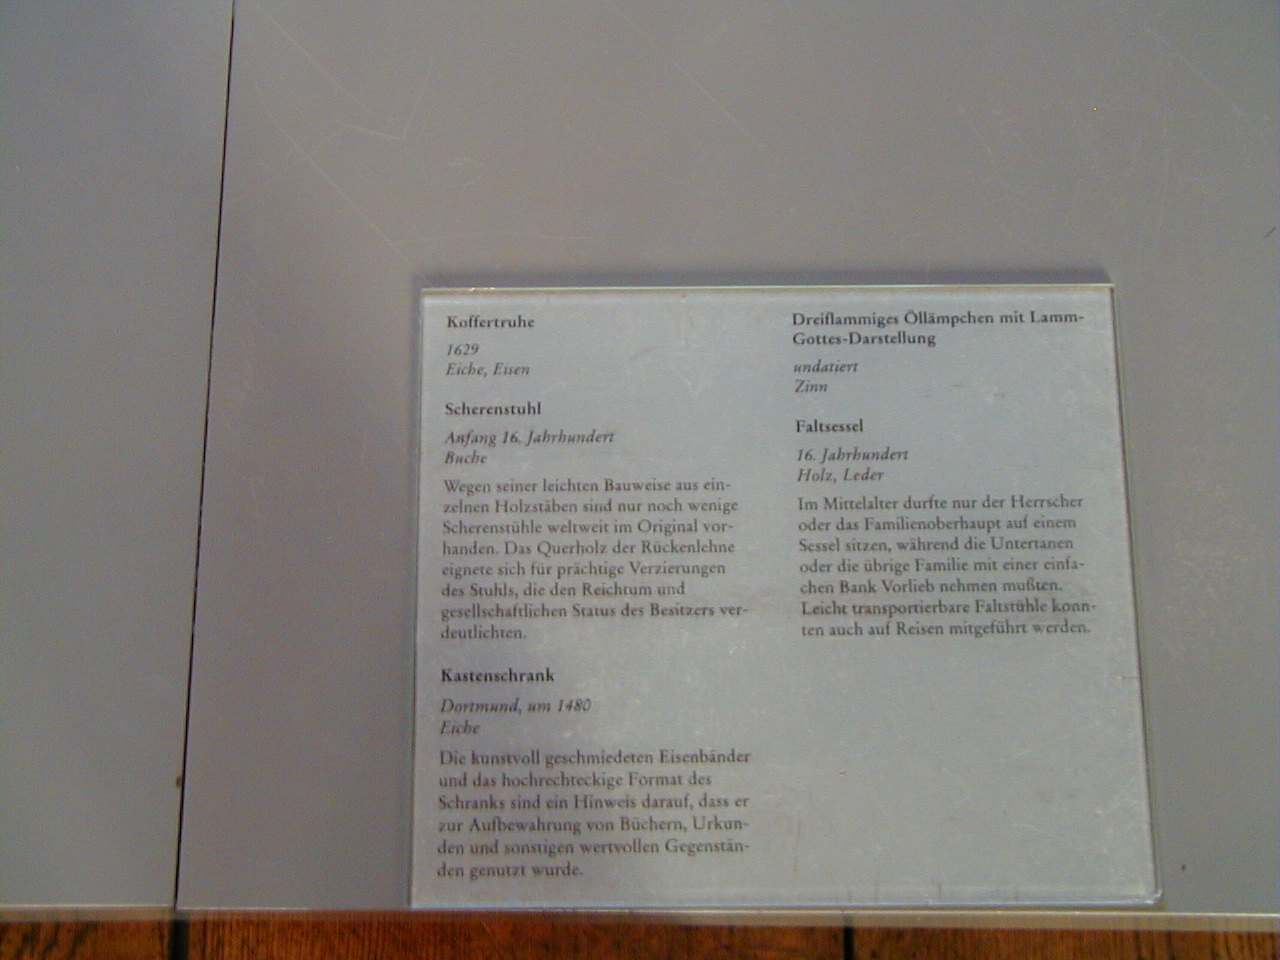 Koffertruhe
1629
Eiche, Eisen
Scherenstuhl
Anfang 16. Jahrhundert
Buche
Wegen seiner leichten Bauweise aus ein-
zelnen Holzstäben sind nur noch wenige
Scherenstühle weltweit im Original vor-
handen. Das Querholz der Rückenlehne
eignete sich für prächtige Verzierungen
des Stuhls, die den Reichtum und
gesellschaftlichen Status des Besitzers ver-
deutlichten.
Kastenschrank
Dortmund, um 1480
Eiche
Die kunstvoll geschmiedeten Eisenbänder
und das hochrechteckige Format des
Schranks sind ein Hinweis darauf, dass er
zur Aufbewahrung von Büchern, Urkun-
den und sonstigen wertvollen Gegenstän-
den genutzt wurde.
Dreiflammiges Öllämpchen mit Lamm-
Gottes-Darstellung
undatiert
Zinn
Faltsessel
16. Jahrhundert
Holz, Leder
Im Mittelalter durfte nur der Herrscher
oder das Familienoberhaupt auf einem
Sessel sitzen, während die Untertanen
oder die übrige Familie mit einer einfa-
chen Bank Vorlieb nehmen mußten.
Leicht transportierbare Faltstühle konn-
ten auch auf Reisen mitgeführt werden.